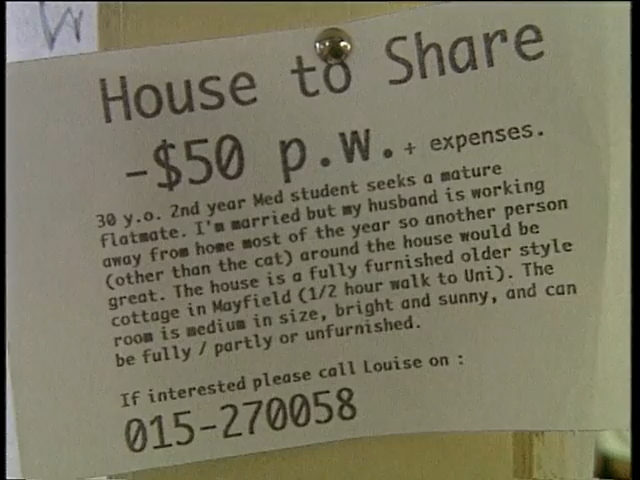 W
House to Share
-$50 p.w. + expenses.
30 y.o. 2nd year Med student seeks a mature
flatmate. I'm married but my husband is working
away from home most of the year so another person
(other than the cat) around the house would be
great. The house is a fully furnished older style
cottage in Mayfield (1/2 hour walk to Uni). The
room is medium in size, bright and sunny, and can
be fully / partly or unfurnished.
If interested please call Louise on :
015-270058